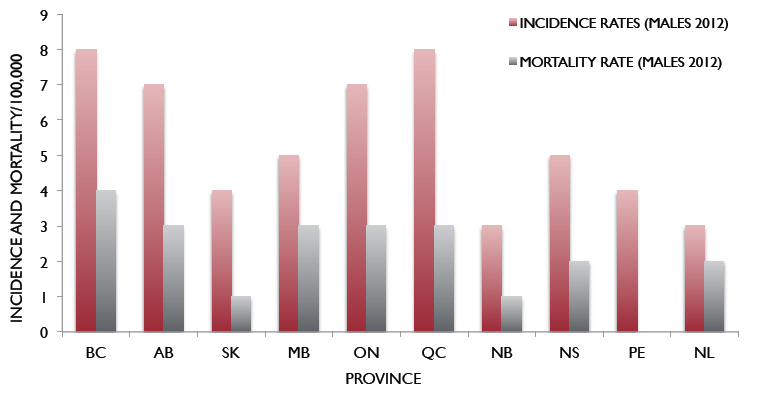 INCIDENCE RATES (MALES 2012)
MORTALITY RATE (MALES 2012)
INCIDENCE AND MORTALITY/100,000
9
8
7
6
5
4
3
2
1
0
BC AB SK MB ON QC NB NS PE NL
PROVINCE